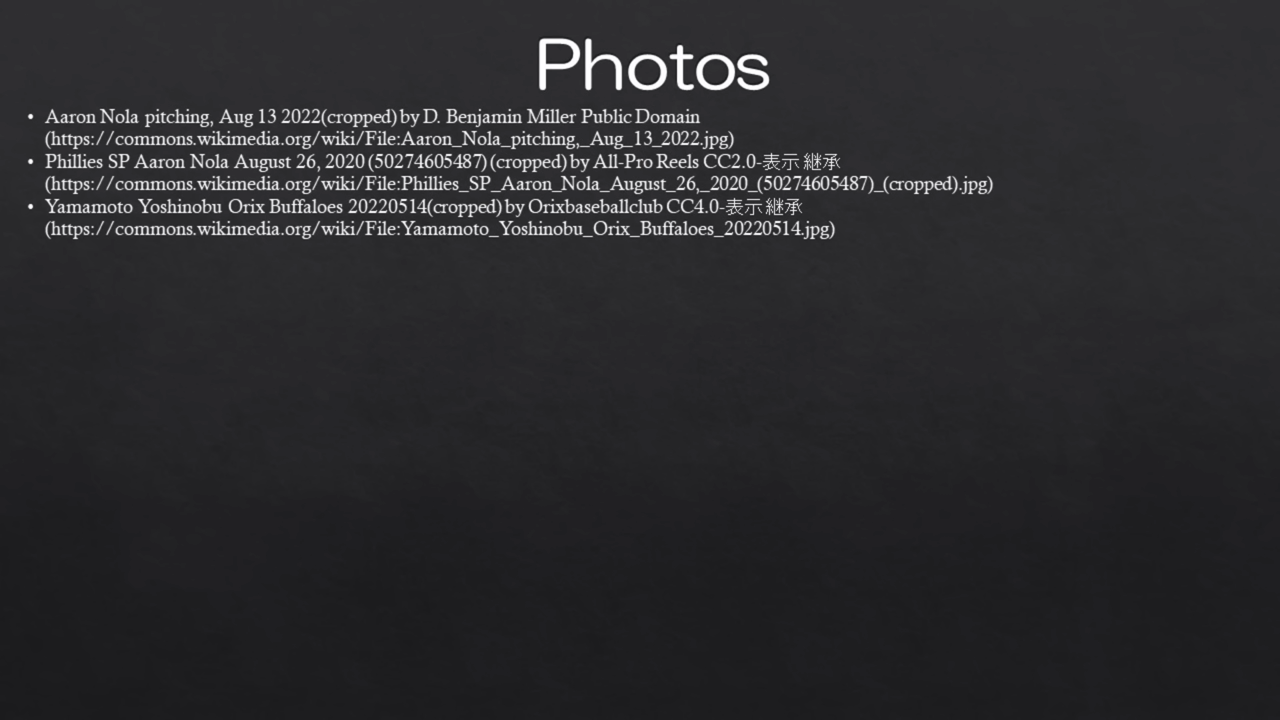 Photos
• Aaron Nola pitching, Aug 13 2022(cropped) by D. Benjamin Miller Public Domain
(https://commons.wikimedia.org/wiki/File:Aaron_Nola_pitching,_Aug_13_2022.jpg)
• Phillies SP Aaron Nola August 26, 2020 (50274605487) (cropped) by All-Pro Reels CC2.0-表示 継承
(https://commons.wikimedia.org/wiki/File:Phillies_SP_Aaron_Nola_August_26,_2020_(50274605487)_(cropped).jpg)
• Yamamoto Yoshinobu Orix Buffaloes 20220514(cropped) by Orixbaseballclub CC4.0-表示 継承
(https://commons.wikimedia.org/wiki/File:Yamamoto_Yoshinobu_Orix_Buffaloes_20220514.jpg)